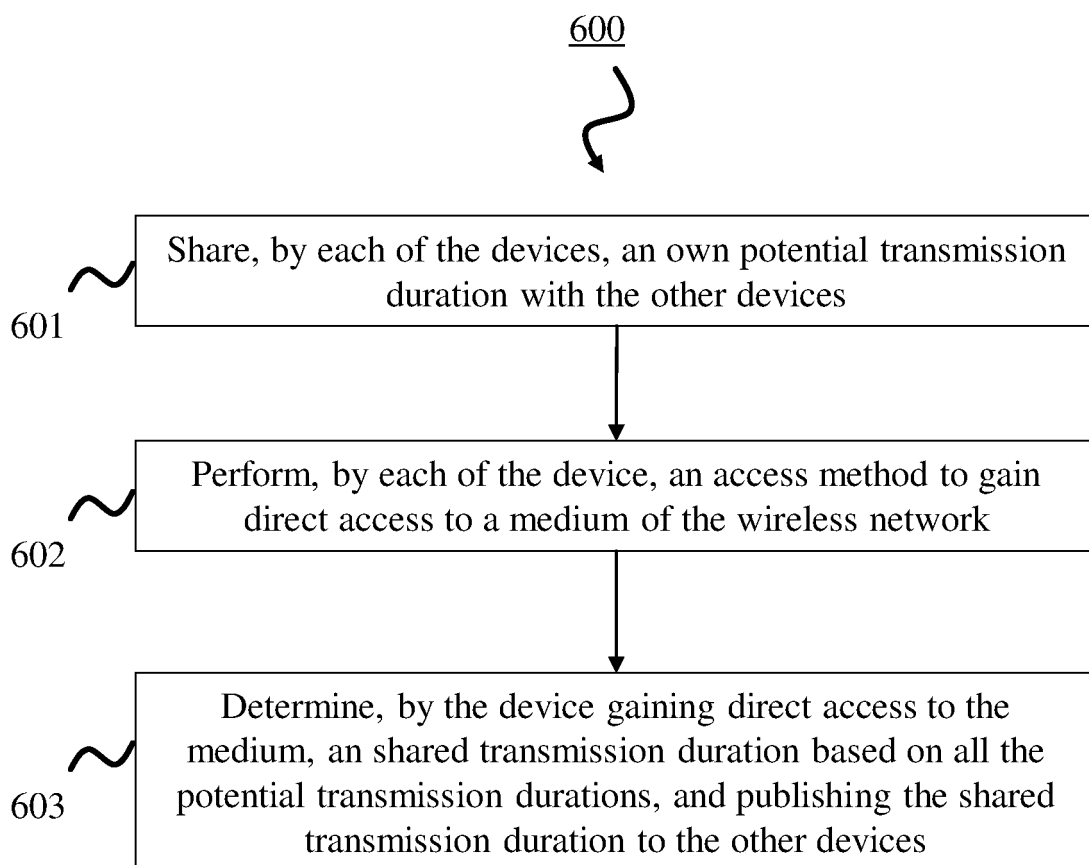 600
Share, by each of the devices, an own potential transmission
duration with the other devices
601
Perform, by each of the device, an access method to gain
direct access to a medium of the wireless network
602
Determine, by the device gaining direct access to the
medium, an shared transmission duration based on all the
potential transmission durations, and publishing the shared
transmission duration to the other devices
603